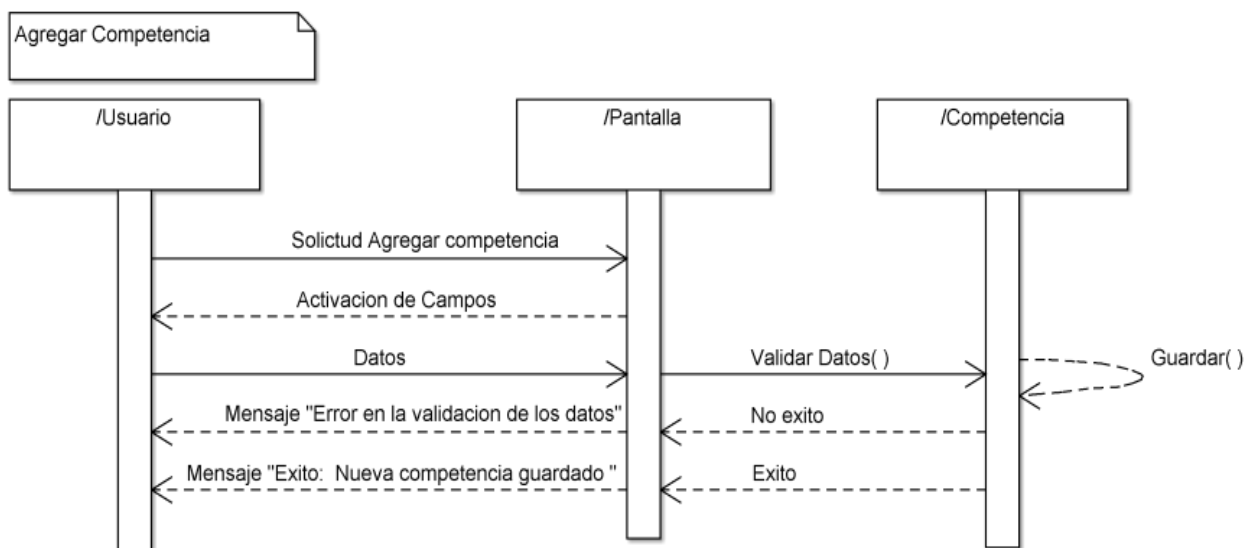 Agregar Competencia
/Usuario
/Pantalla
/Competencia
Solictud Agregar competencia
Activacion de Campos
Datos
Validar Datos( )
Guardar( )
Mensaje "Error en la validacion de los datos"
No exito
Mensaje "Exito: Nueva competencia guardado "
Exito